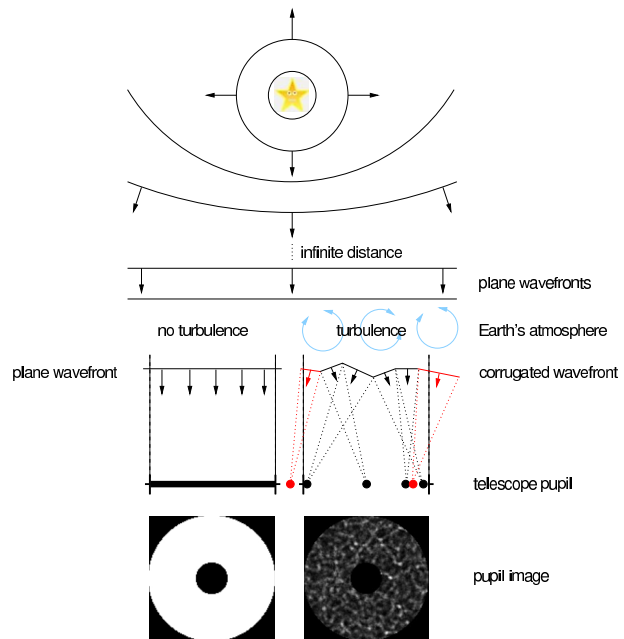 infinite distance
plane wavefronts
no turbulence
turbulence
Earth's atmosphere
plane wavefront
corrugated wavefront
telescope pupil
pupil image